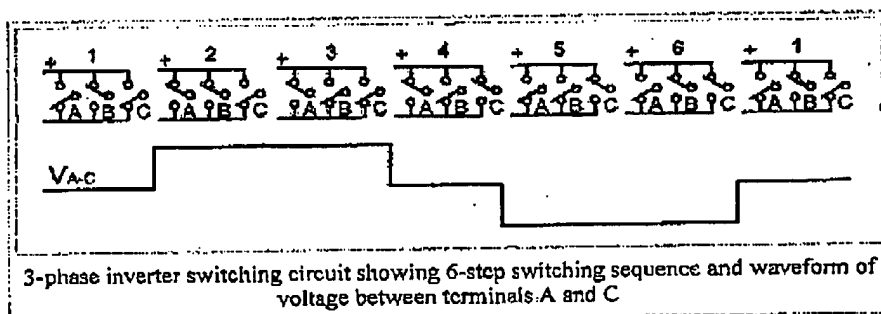 1 2 3 4 5 6 1
+ + + + + + +
A B C A B C A B C A B C A B C A B C A B C
VA-C
3-phase inverter switching circuit showing 6-step switching sequence and waveform of
voltage between terminals A and C